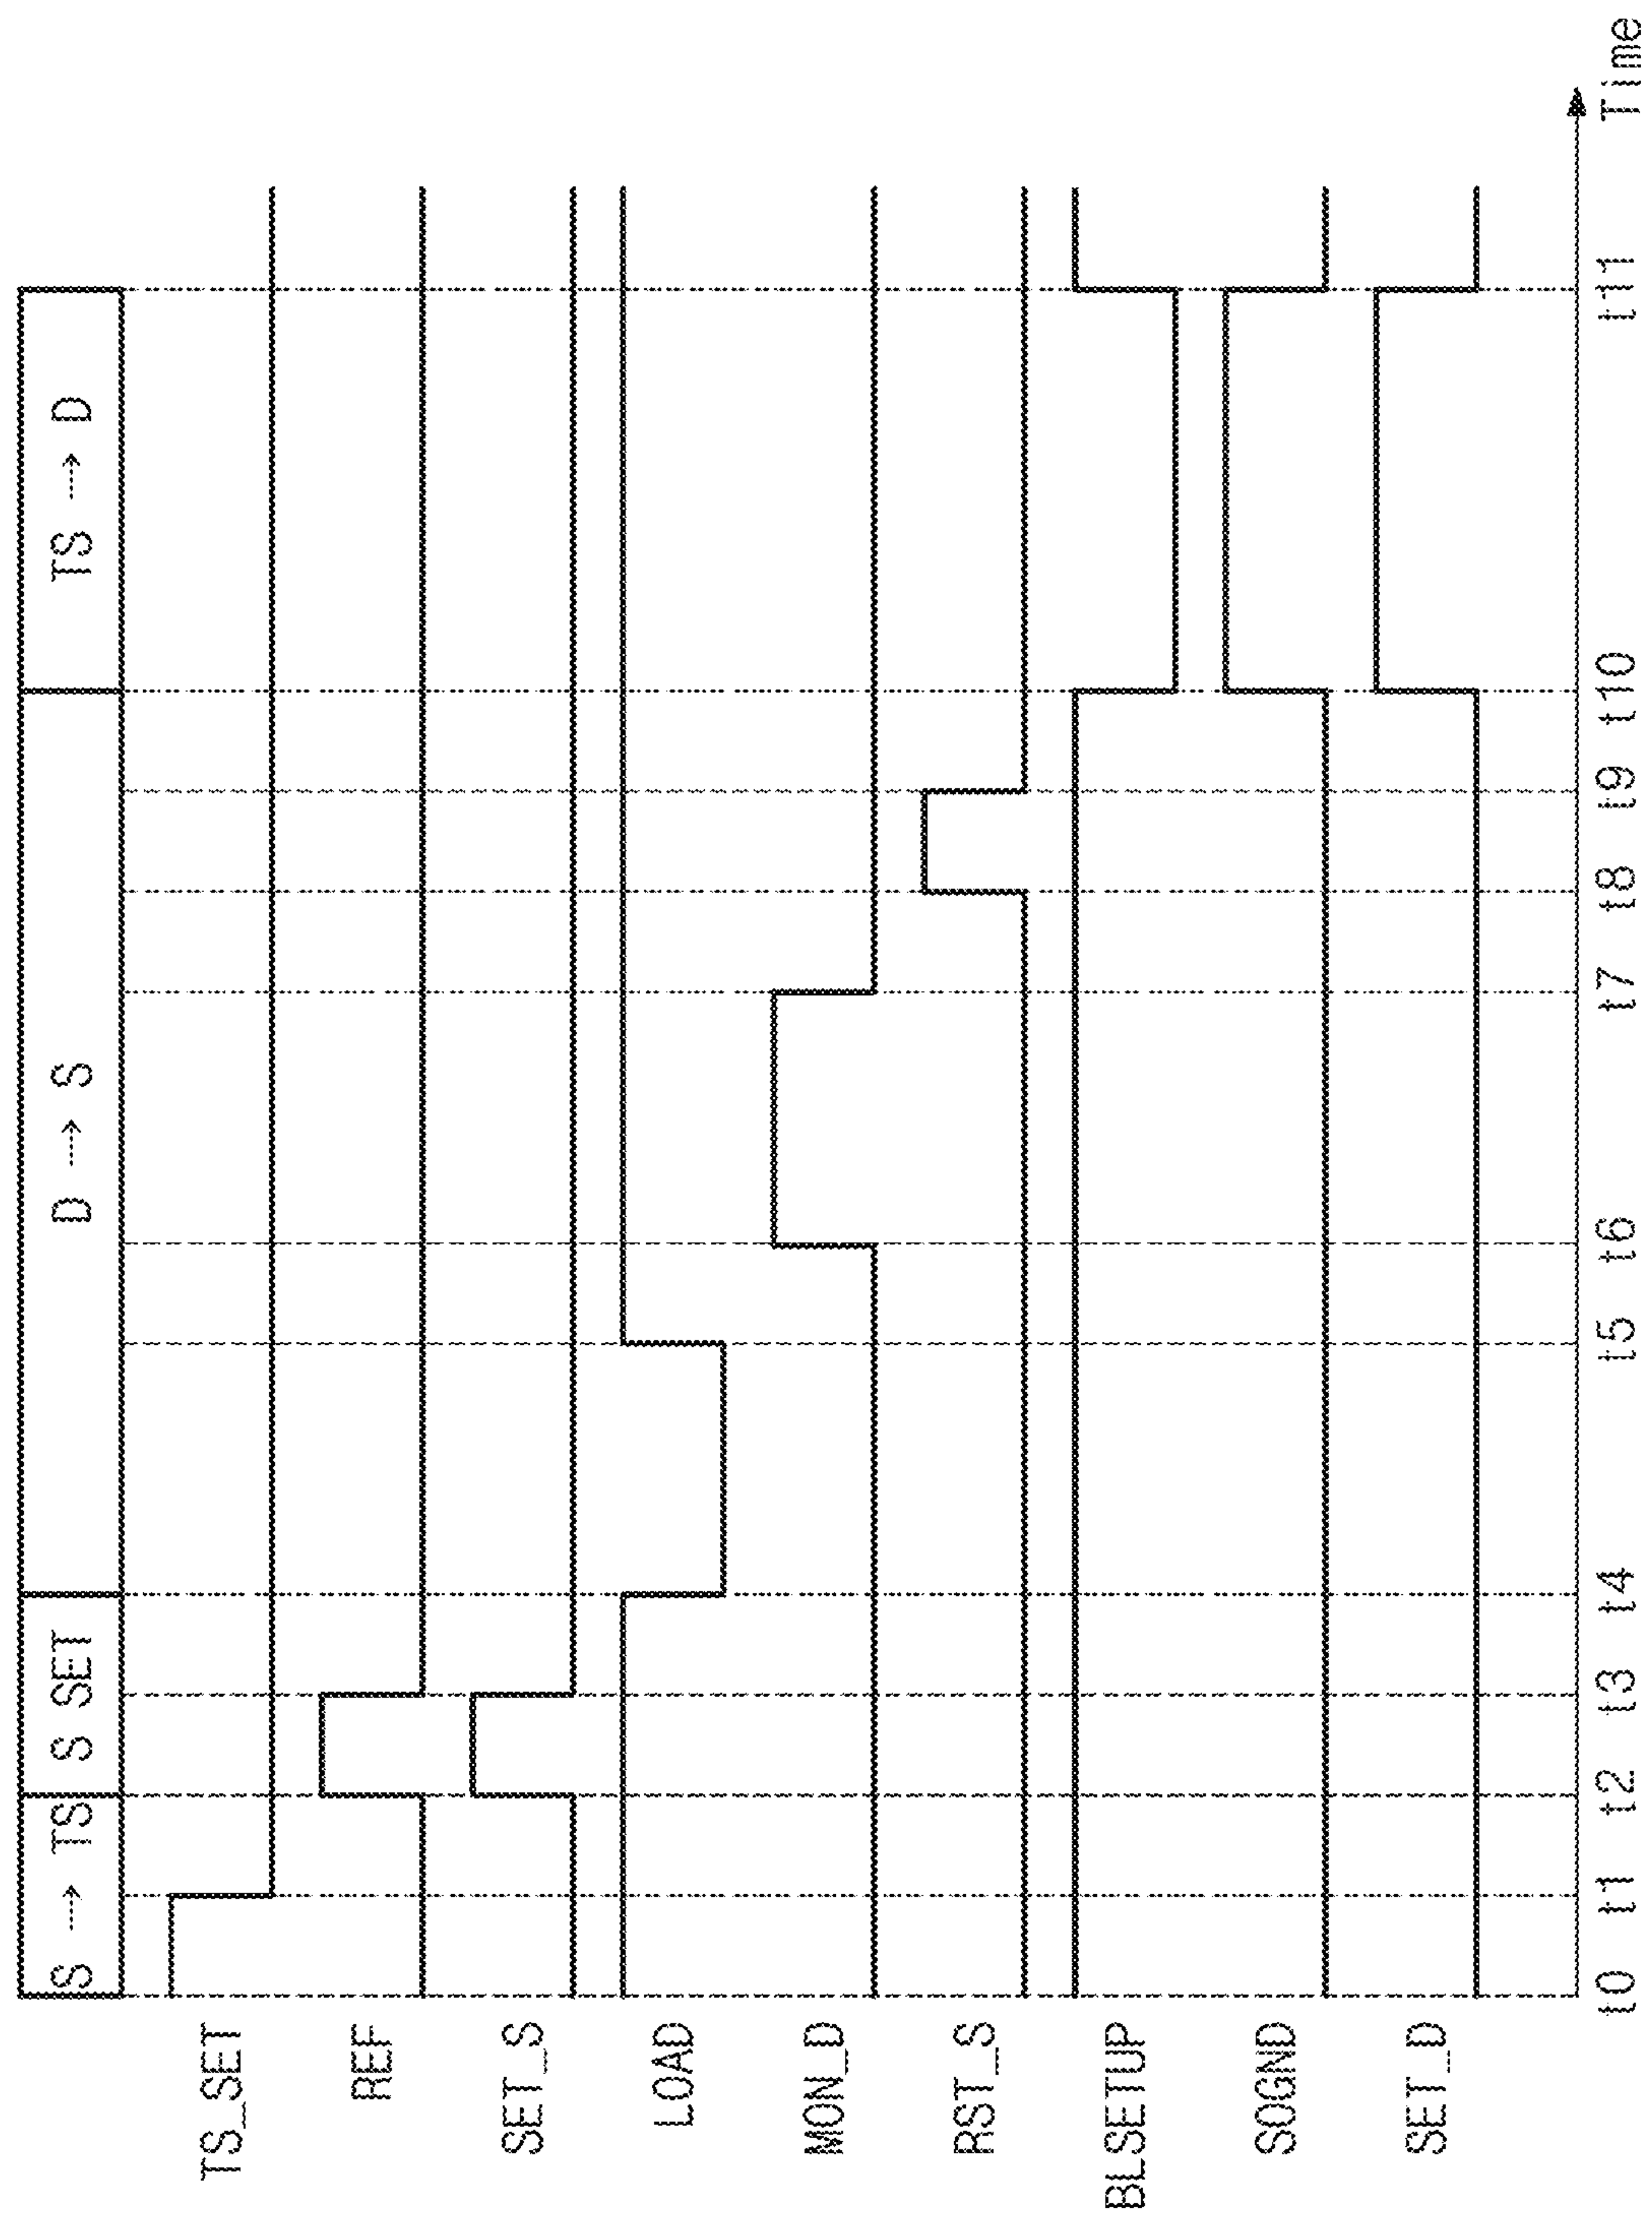 S → TS
S SET
D → S
TS → D
TS_SET
REF
SET_S
LOAD
MON_D
RST_S
BLSETUP
SOGND
SET_D
t0 t1 t2 t3 t4 t5 t6 t7 t8 t9 t10 t11 Time